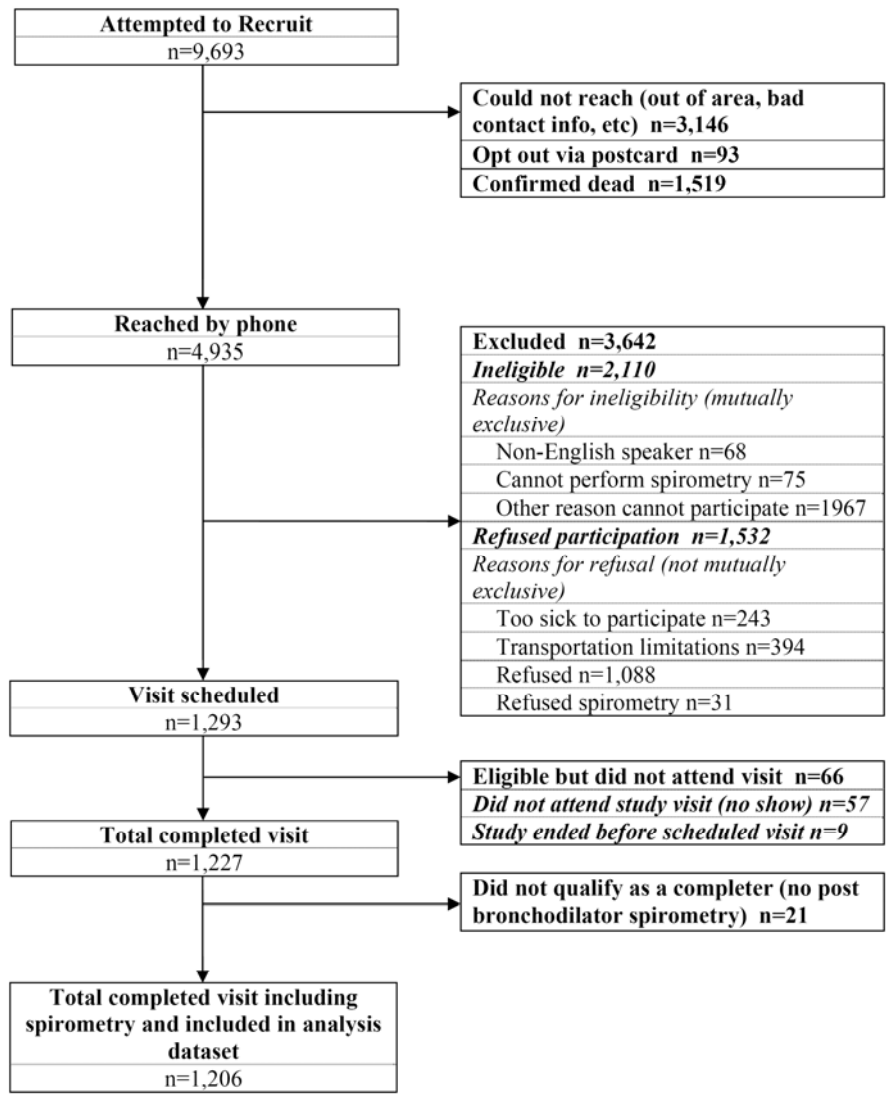 Attempted to Recruit
n=9,693
Could not reach (out of area, bad
contact info, etc)  n=3,146
Opt out via postcard  n=93
Confirmed dead  n=1,519
Reached by phone
n=4,935
Excluded  n=3,642
Ineligible  n=2,110
Reasons for ineligibility (mutually
exclusive)
Non-English speaker n=68
Cannot perform spirometry n=75
Other reason cannot participate n=1967
Refused participation  n=1,532
Reasons for refusal (not mutually
exclusive)
Too sick to participate n=243
Transportation limitations n=394
Refused n=1,088
Refused spirometry n=31
Visit scheduled
n=1,293
Eligible but did not attend visit  n=66
Did not attend study visit (no show) n=57
Study ended before scheduled visit n=9
Total completed visit
n=1,227
Did not qualify as a completer (no post
bronchodilator spirometry)  n=21
Total completed visit including
spirometry and included in analysis
dataset
n=1,206